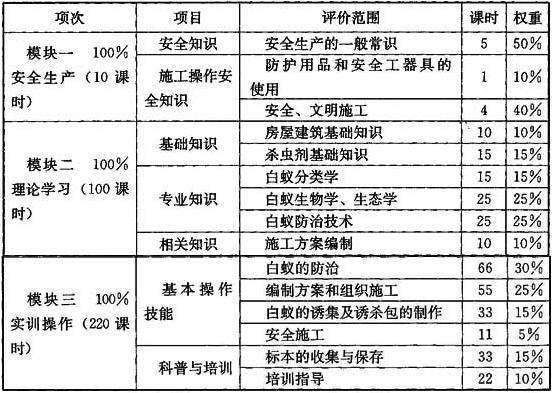 项次 项目 评价范围 课时 权重
模块一 100%
安全生产（10课
时）
安全知识 安全生产的一般常识 5 50%
施工操作安
全知识
防护用品和安全工器具的
使用
1 10%
安全、文明施工 4 40%
模块二 100%
理论学习（100课
时）
基础知识 房屋建筑基础知识 10 10%
杀虫剂基础知识 15 15%
专业知识 白蚁分类学 15 15%
白蚁生物学、生态学 25 25%
白蚁防治技术 25 25%
相关知识 施工方案编制 10 10%
模块三 100%
实训操作（220课
时）
基本操作
技能
白蚁的防治 66 30%
编制方案和组织施工 55 25%
白蚁的诱集及诱杀包的制作 33 15%
安全施工 11 5%
科普与培训 标本的收集与保存 33 15%
培训指导 22 10%